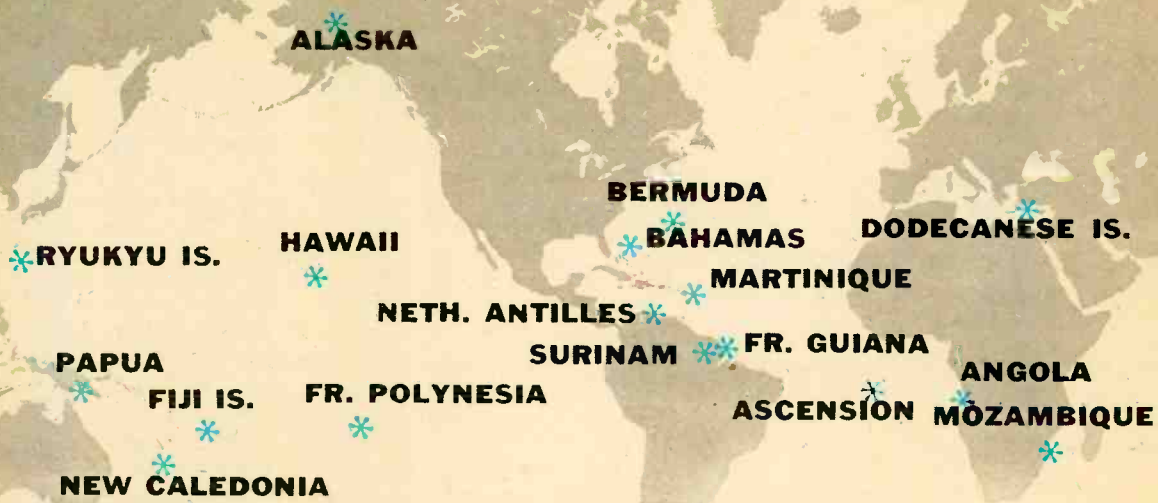 ALASKA
BERMUDA
DODECANESE IS.
RYUKYU IS.
HAWAII
BAHAMAS
MARTINIQUE
NETH. ANTILLES
SURINAM
FR. GUIANA
PAPUA
FIJI IS.
FR. POLYNESIA
ANGOLA
ASCENSION
MOZAMBIQUE
NEW CALEDONIA